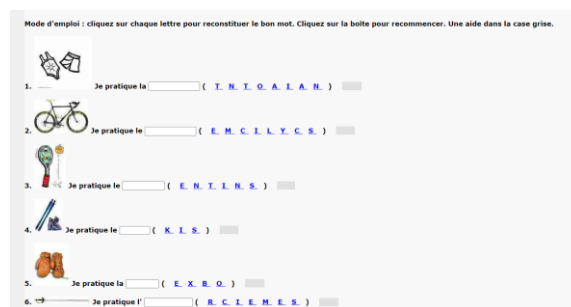 Mode d'emploi : cliquez sur chaque lettre pour reconstituer le bon mot. Cliquez sur la boîte pour recommencer. Une aide dans la case grise.
1. Je pratique la ( T N T O A I A N )
2. Je pratique le ( E M C I L Y C S )
3. Je pratique le ( E N T I N S )
4. Je pratique le ( K I S )
5. Je pratique la ( E X B O )
6. Je pratique l' ( R C I E M E S )